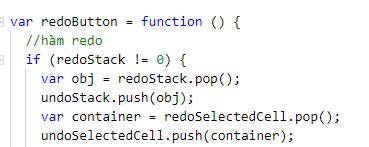 var redoButton = function () {
//hàm redo
if (redoStack != 0) {
var obj = redoStack.pop();
undoStack.push(obj);
var container = redoSelectedCell.pop();
undoSelectedCell.push(container);